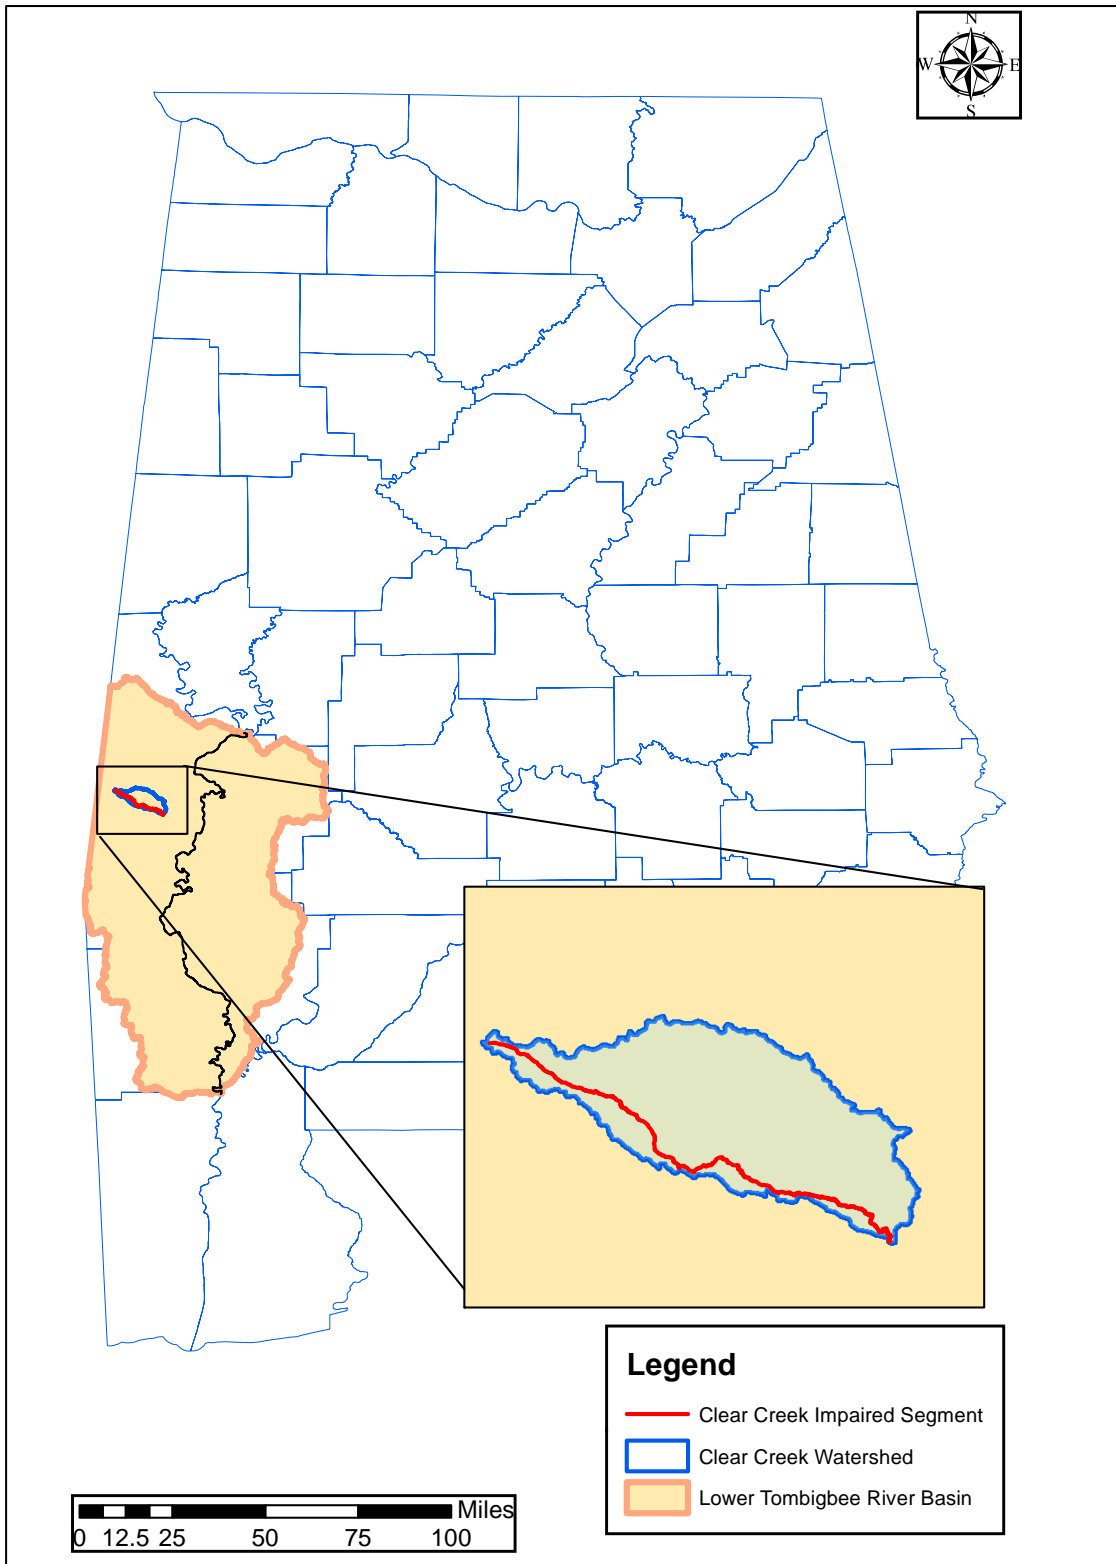 N
W E
S
Legend
Clear Creek Impaired Segment
Clear Creek Watershed
Lower Tombigbee River Basin
Miles
0 12.5 25 50 75 100